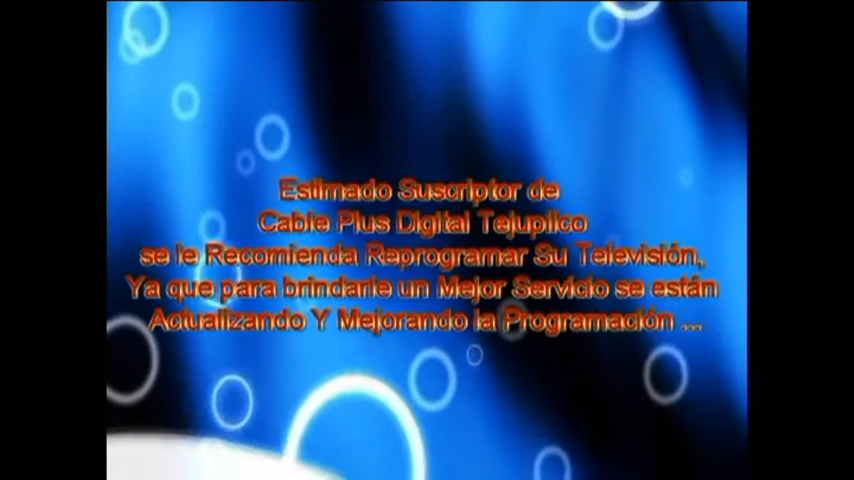 Estimado Suscriptor de
Cable Plus Digital Tejupilco
se le Recomienda Reprogramar Su Televisión,
Ya que para brindarle un Mejor Servicio se están
Actualizando Y Mejorando la Programación ...